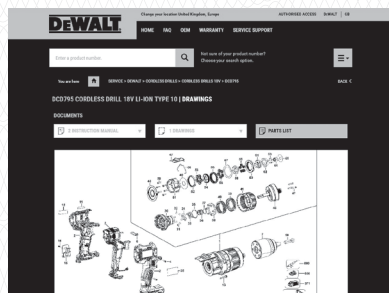 DEWALT
Change your location United Kingdom, Europe
AUTHORISED ACCESS DEWALT GB
HOME FAQ OEM WARRANTY SERVICE SUPPORT
Enter a product number
Not sure of your product number?
Choose your search option.
You are here
SERVICE > DEWALT > CORDLESS DRILLS > CORDLESS DRILLS 18V > DCD795
BACK <
DCD795 CORDLESS DRILL 18V LI-ION TYPE 10 | DRAWINGS
DOCUMENTS
2 INSTRUCTION MANUAL
1 DRAWINGS
PARTS LIST